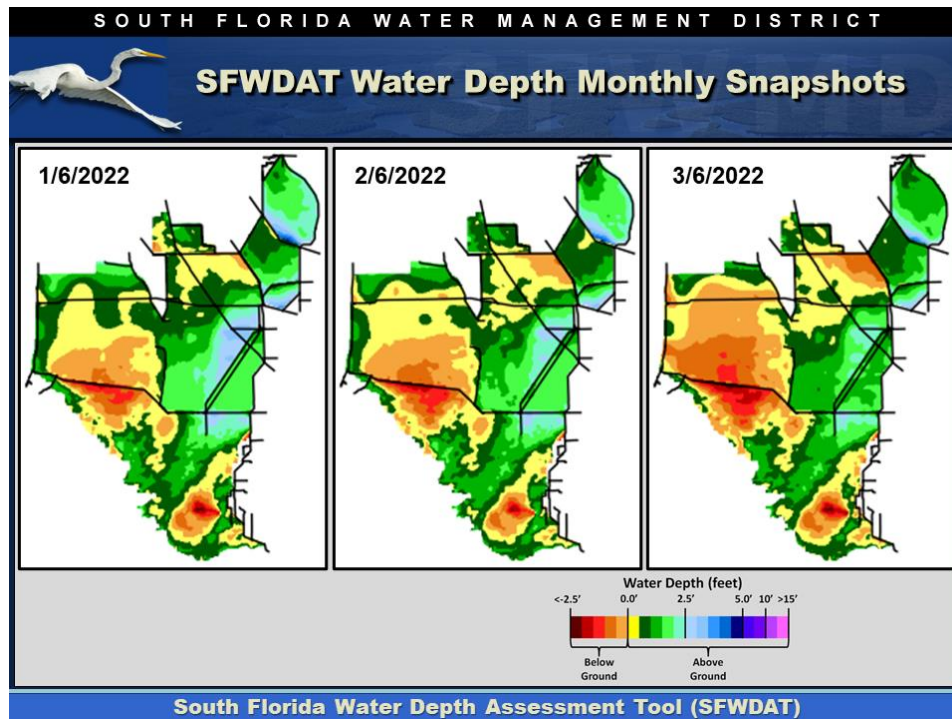 SOUTH FLORIDA WATER MANAGEMENT DISTRICT
SFWDAT Water Depth Monthly Snapshots
1/6/2022
2/6/2022
3/6/2022
Water Depth (feet)
<-2.5' 0.0' 2.5' 5.0' 10' >15'
Below Ground
Above Ground
South Florida Water Depth Assessment Tool (SFWDAT)